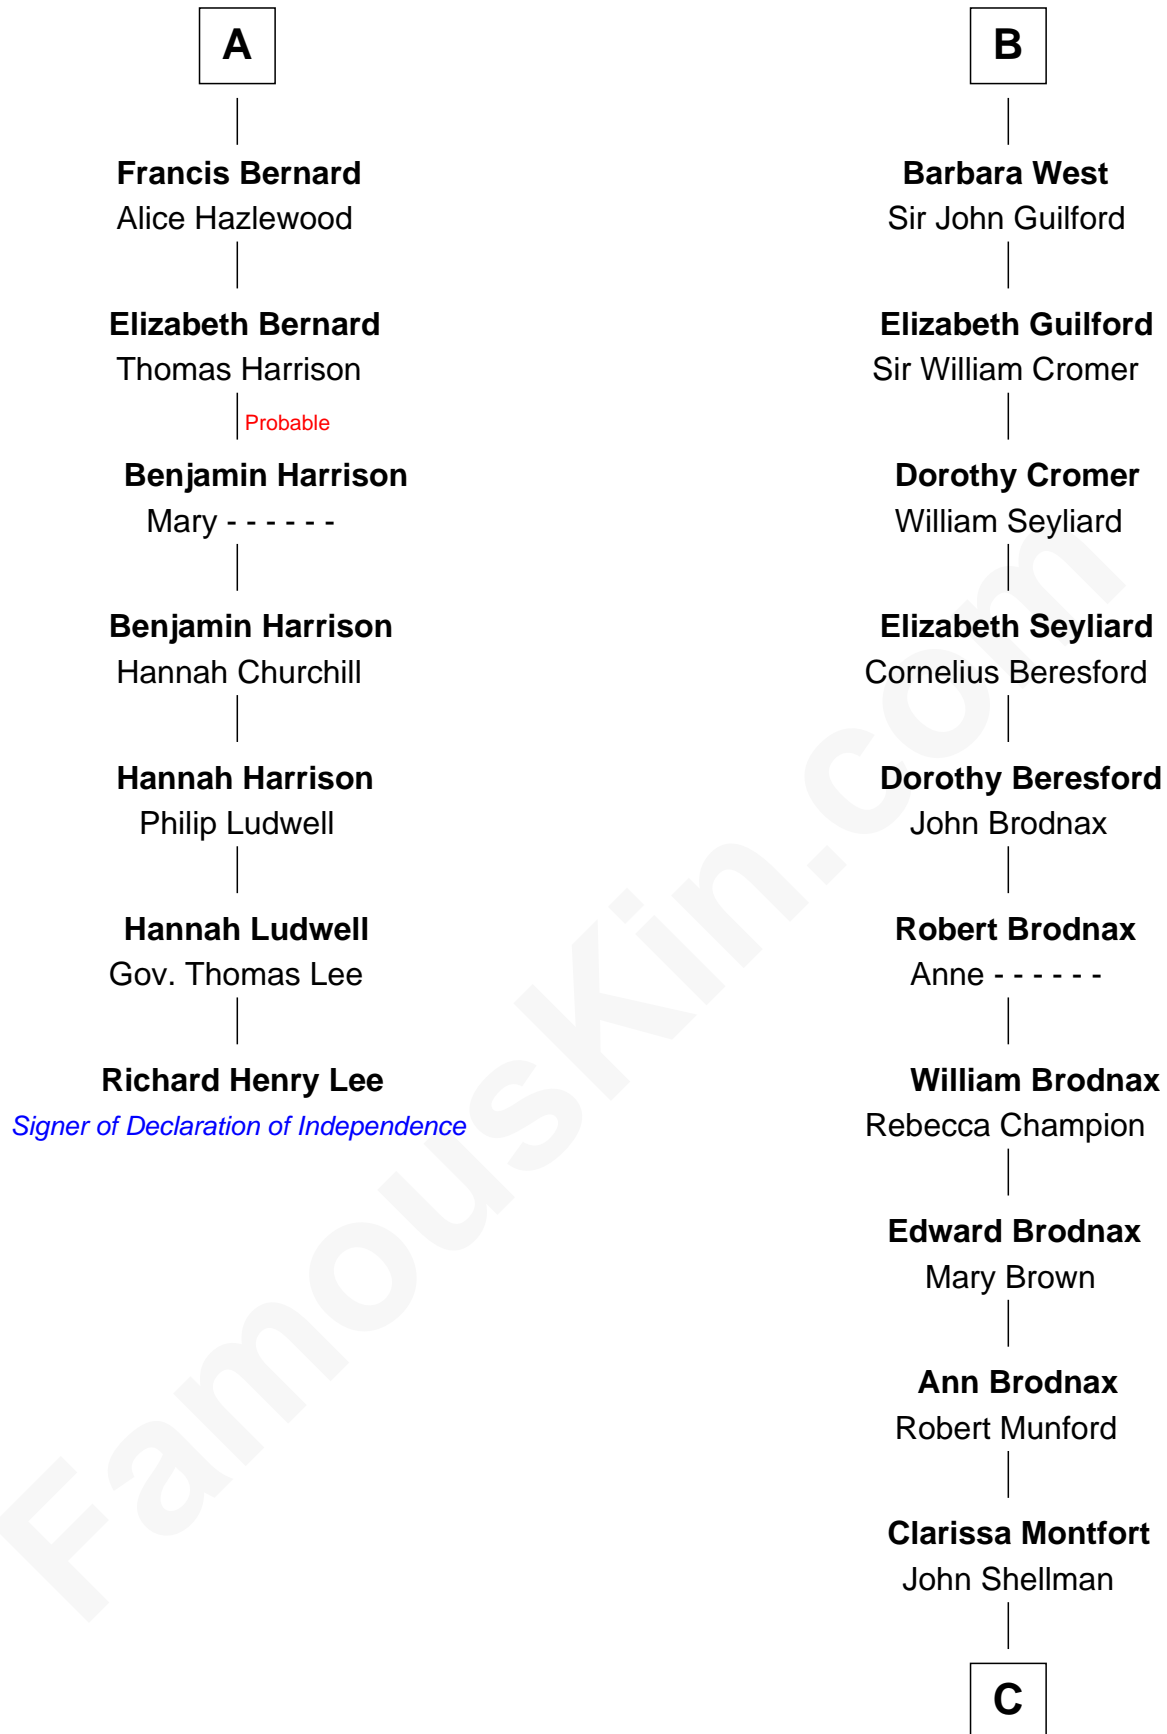 A
Francis Bernard
Alice Hazlewood
Elizabeth Bernard
Thomas Harrison
Probable
Benjamin Harrison
Mary - - - - - -
Benjamin Harrison
Hannah Churchill
Hannah Harrison
Philip Ludwell
Hannah Ludwell
Gov. Thomas Lee
Richard Henry Lee
Signer of Declaration of Independence
B
Barbara West
Sir John Guilford
Elizabeth Guilford
Sir William Cromer
Dorothy Cromer
William Seyliard
Elizabeth Seyliard
Cornelius Beresford
Dorothy Beresford
John Brodnax
Robert Brodnax
Anne - - - - - -
William Brodnax
Rebecca Champion
Edward Brodnax
Mary Brown
Ann Brodnax
Robert Munford
Clarissa Montfort
John Shellman
C
FamousKin.com